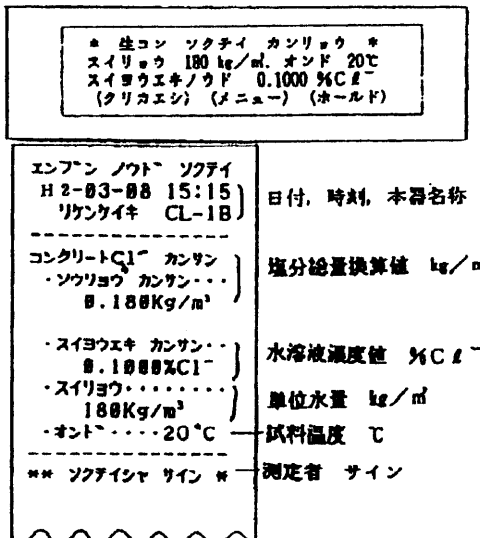 * 生コン ソクテイ カンリョウ *
スイリョウ 180 kg/㎥. オンド 20℃
スイヨウエキノウド 0.1000 %Cℓ⁻
(クリカエシ) (メニュー) (ホールド)
エンブン ノウド ソクテイ
H2-03-08 15:15
リケンケイキ CL-1B
日付, 時刻, 本器名称
コンクリートCl⁻ カンサン
・ソウリョウ カンサン・・・
0.180Kg/m³
塩分総量換算値 kg/m
・スイヨウエキ カンサン・・
0.1000%Cl⁻
水溶液濃度値 %Cℓ⁻
・スイリョウ・・・・・・・・
180Kg/m³
単位水量 kg/㎥
・オンド・・・・・20°C
試料温度 ℃
** ソクテイシャ サイン *
測定者 サイン